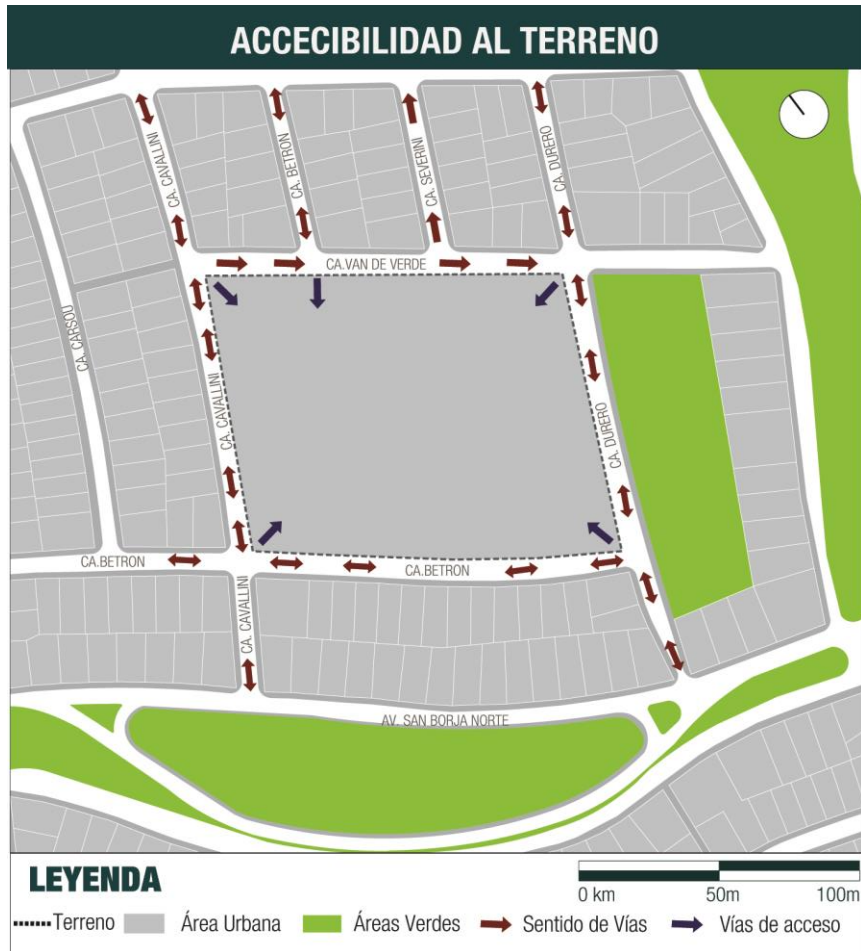 ACCECIBILIDAD AL TERRENO
CA. CAVALLINI
CA. BETRON
CA. SEVERINI
CA. DURERO
CA.VAN DE VERDE
CA. CARSOU
CA. CAVALLINI
CA. DURERO
CA.BETRON
CA.BETRON
CA. CAVALLINI
AV. SAN BORJA NORTE
LEYENDA
0 km 50m 100m
Terreno Área Urbana Áreas Verdes Sentido de Vías Vías de acceso